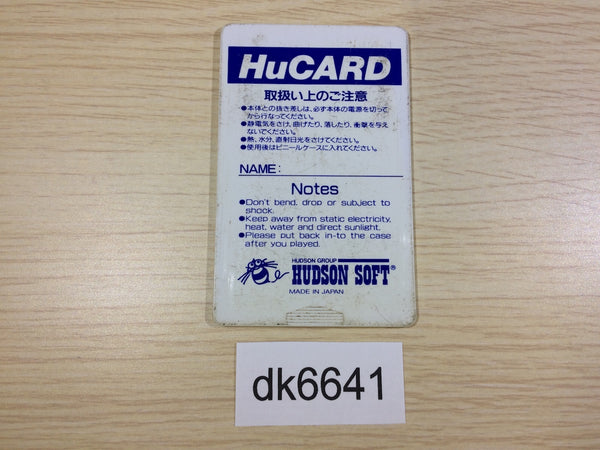 HuCARD
取扱い上のご注意
●本体との抜き差しは、必ず本体の電源を切って
から行なってください。
●静電気をさけ、曲げたり、落したり、衝撃を与え
ないでください。
●熱、水分、直射日光をさけてください。
●使用後はビニールケースに入れてください。
NAME:
Notes
●Don't bend, drop or subject to
shock.
●Keep away from static electricity,
heat, water and direct sunlight.
●Please put back in-to the case
after you played.
HUDSON GROUP
HUDSON SOFT®
MADE IN JAPAN
dk6641